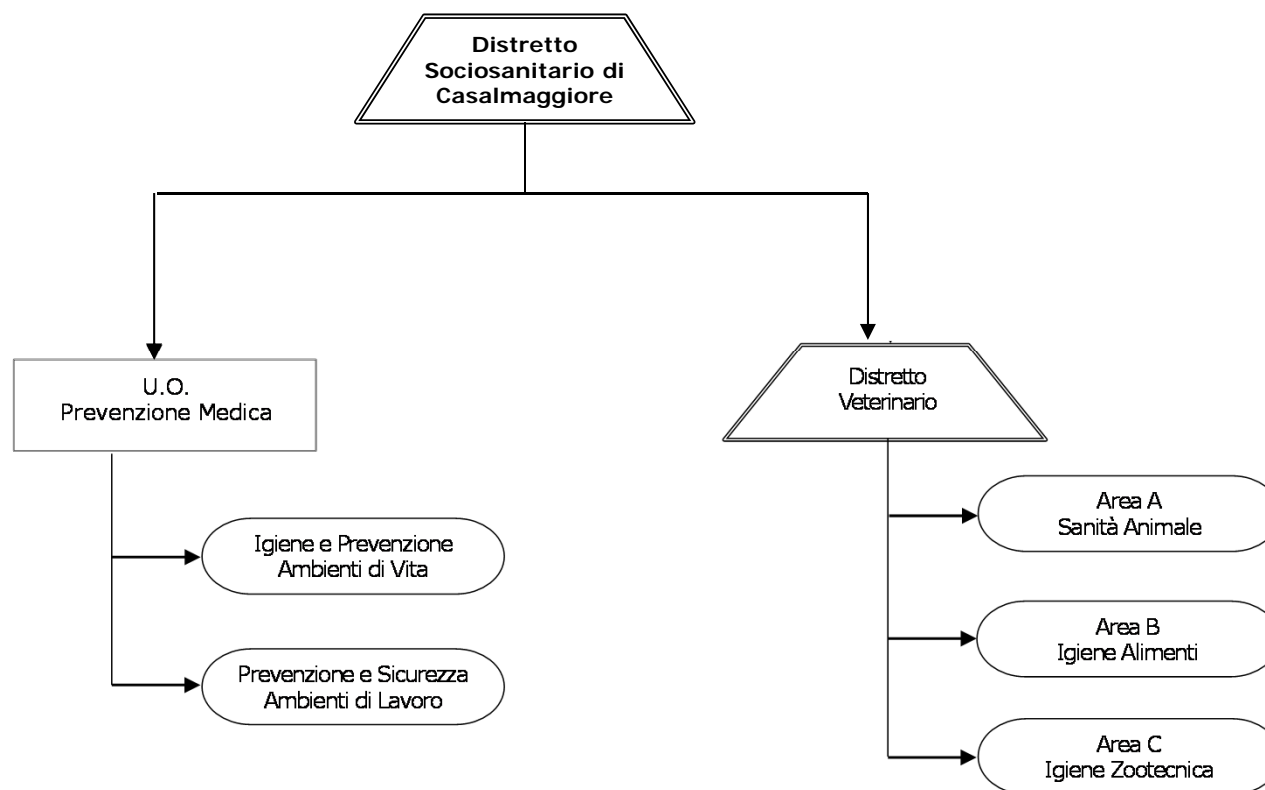 Distretto
Sociosanitario di
Casalmaggiore
U.O.
Prevenzione Medica
Distretto
Veterinario
Igiene e Prevenzione
Ambienti di Vita
Prevenzione e Sicurezza
Ambienti di Lavoro
Area A
Sanità Animale
Area B
Igiene Alimenti
Area C
Igiene Zootecnica